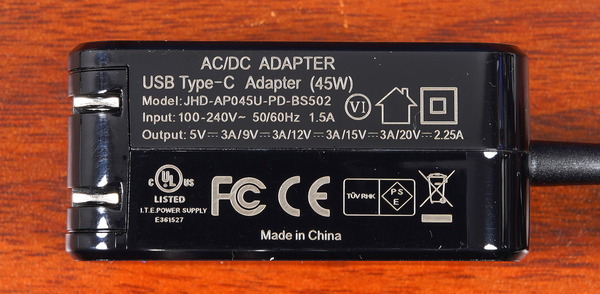 AC/DC ADAPTER
USB Type-C Adapter (45W)
Model: JHD-AP045U-PD-BS502
Input: 100-240V~ 50/60Hz 1.5A
Output: 5V⎓3A/9V⎓3A/12V⎓3A/15V⎓3A/20V⎓2.25A
VI
C UL US
LISTED
I.T.E.POWER SUPPLY
E361527
FC CE
TÜV RHK
P S
E
Made in China